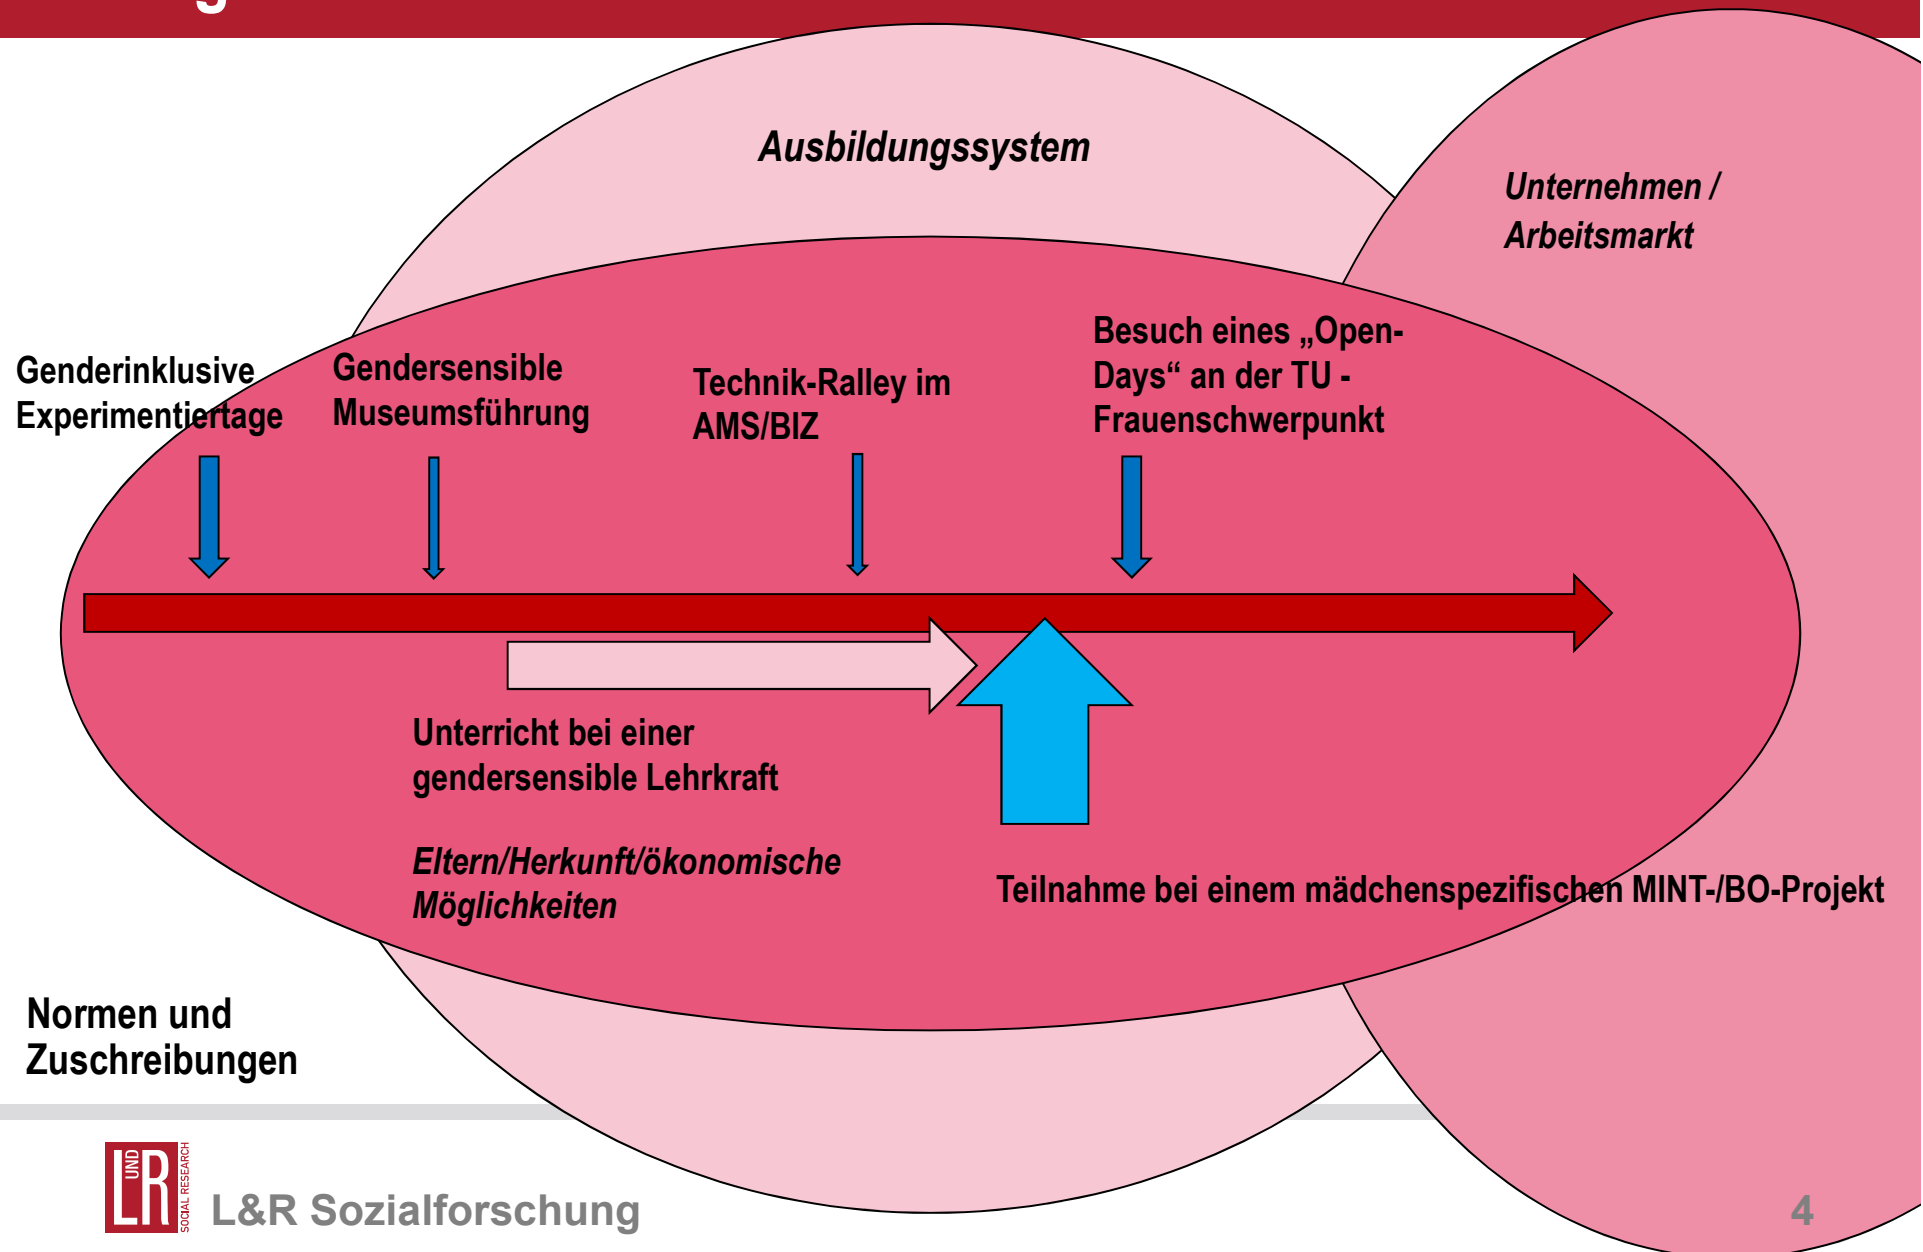 Ausbildungssystem
Unternehmen /
Arbeitsmarkt
Genderinklusive
Experimentiertage
Gendersensible
Museumsführung
Technik-Ralley im
AMS/BIZ
Besuch eines „Open-
Days“ an der TU -
Frauenschwerpunkt
Unterricht bei einer
gendersensible Lehrkraft
Eltern/Herkunft/ökonomische
Möglichkeiten
Teilnahme bei einem mädchenspezifischen MINT-/BO-Projekt
Normen und
Zuschreibungen
L UND R
SOCIAL RESEARCH
L&R Sozialforschung
4